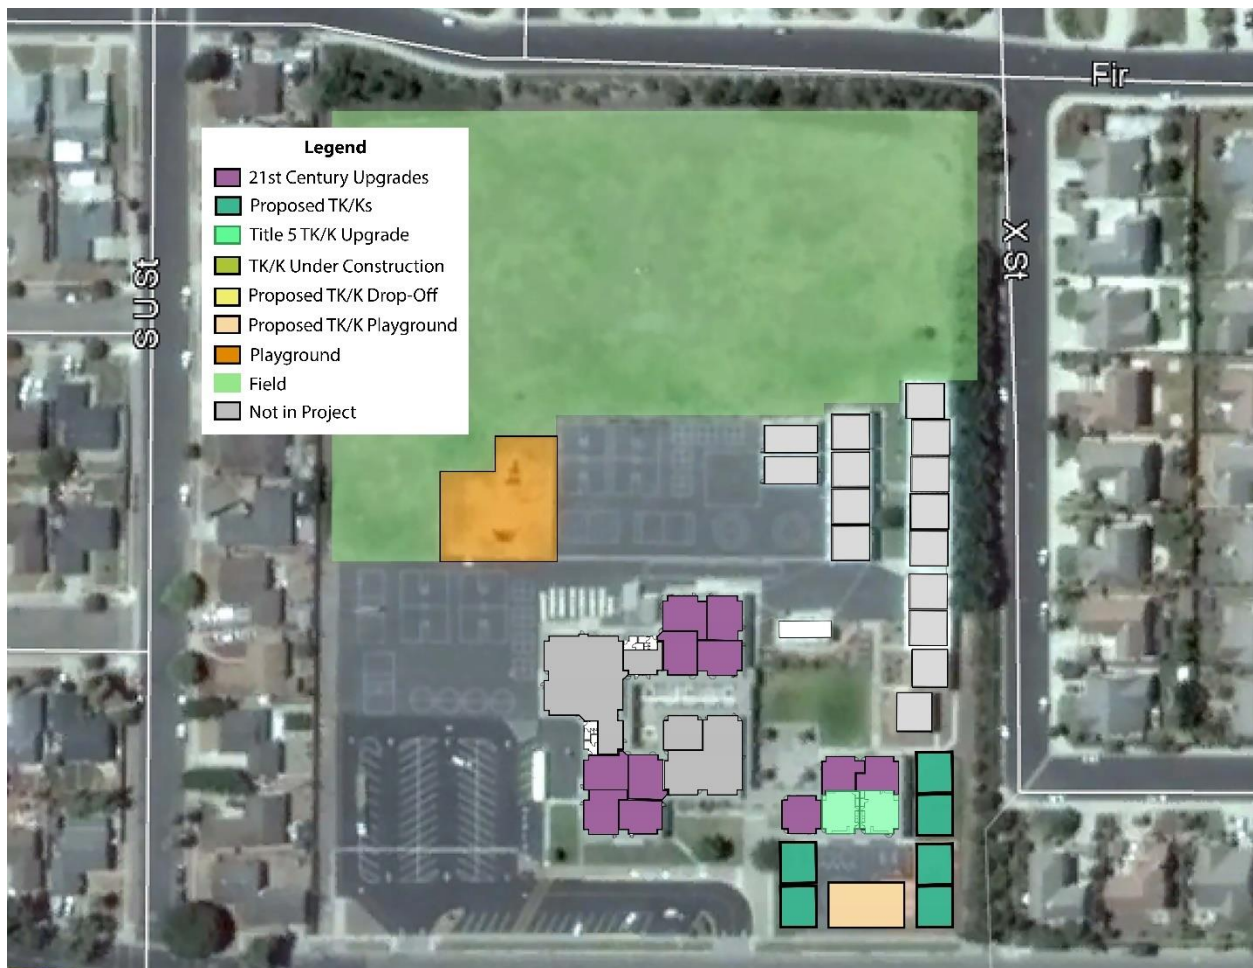 Fir
Legend
21st Century Upgrades
Proposed TK/Ks
Title 5 TK/K Upgrade
TK/K Under Construction
Proposed TK/K Drop-Off
Proposed TK/K Playground
Playground
Field
Not in Project
S U St
X St